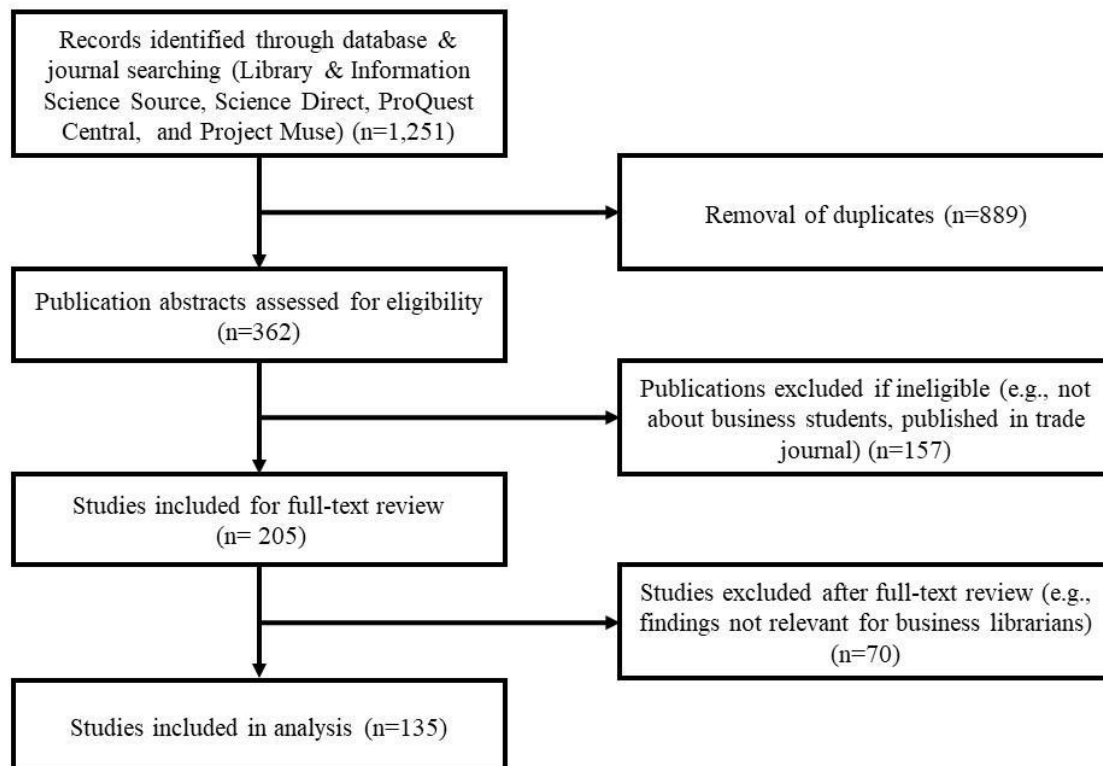 Records identified through database &
journal searching (Library & Information
Science Source, Science Direct, ProQuest
Central, and Project Muse) (n=1,251)
Removal of duplicates (n=889)
Publication abstracts assessed for eligibility
(n=362)
Publications excluded if ineligible (e.g., not
about business students, published in trade
journal) (n=157)
Studies included for full-text review
(n= 205)
Studies excluded after full-text review (e.g.,
findings not relevant for business librarians)
(n=70)
Studies included in analysis (n=135)